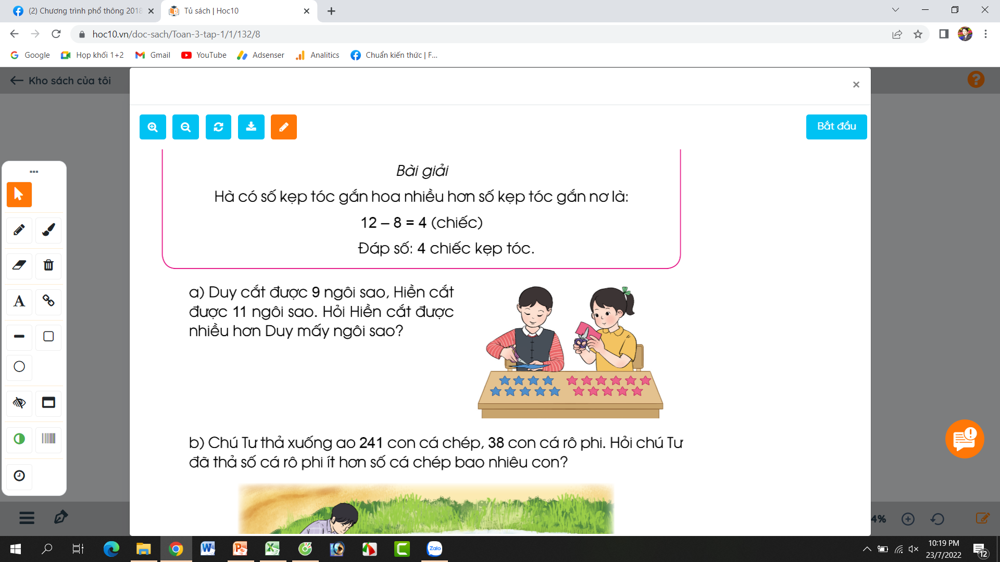 (2) Chương trình phổ thông 2018
Tủ sách | Hoc10
hoc10.vn/doc-sach/Toan-3-tap-1/1/132/8
Google
Họp khối 1+2
Gmail
YouTube
Adsenser
Analitics
Chuẩn kiến thức | F...
Kho sách của tôi
Bắt đầu
Bài giải
Hà có số kẹp tóc gắn hoa nhiều hơn số kẹp tóc gắn nơ là:
12 – 8 = 4 (chiếc)
Đáp số: 4 chiếc kẹp tóc.
a) Duy cắt được 9 ngôi sao, Hiền cắt
được 11 ngôi sao. Hỏi Hiền cắt được
nhiều hơn Duy mấy ngôi sao?
b) Chú Tư thả xuống ao 241 con cá chép, 38 con cá rô phi. Hỏi chú Tư
đã thả số cá rô phi ít hơn số cá chép bao nhiêu con?
4%
Zalo
10:19 PM
23/7/2022
12